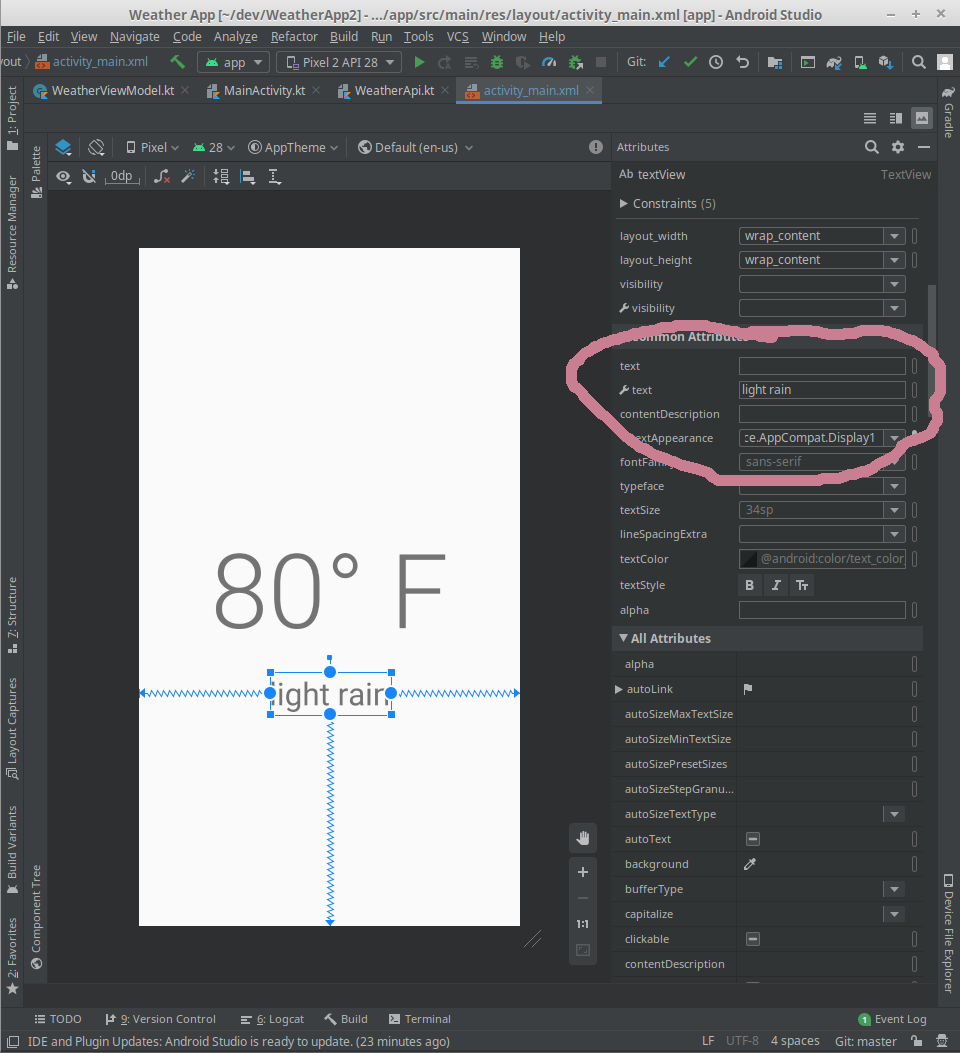 Weather App [~/dev/WeatherApp2] - .../app/src/main/res/layout/activity_main.xml [app] - Android Studio
File Edit View Navigate Code Analyze Refactor Build Run Tools VCS Window Help
yout activity_main.xml app Pixel 2 API 28 Git:
WeatherViewModel.kt MainActivity.kt WeatherApi.kt activity_main.xml
1: Project
Resource Manager
Z: Structure
Layout Captures
Build Variants
2: Favorites
Palette
Component Tree
Pixel 28 AppTheme Default (en-us)
0dp
80° F
light rain
1:1
Attributes
Ab textView TextView
Constraints (5)
layout_width wrap_content
layout_height wrap_content
visibility
visibility
Common Attributes
text
text light rain
contentDescription
textAppearance ce.AppCompat.Display1
fontFamily sans-serif
typeface
textSize 34sp
lineSpacingExtra
textColor @android:color/text_color_
textStyle B I Tт
alpha
All Attributes
alpha
autoLink
autoSizeMaxTextSize
autoSizeMinTextSize
autoSizePresetSizes
autoSizeStepGranu...
autoSizeTextType
autoText
background
bufferType
capitalize
clickable
contentDescription
Gradle
Device File Explorer
TODO 9: Version Control 6: Logcat Build Terminal 1 Event Log
IDE and Plugin Updates: Android Studio is ready to update. (23 minutes ago) LF UTF-8 4 spaces Git: master